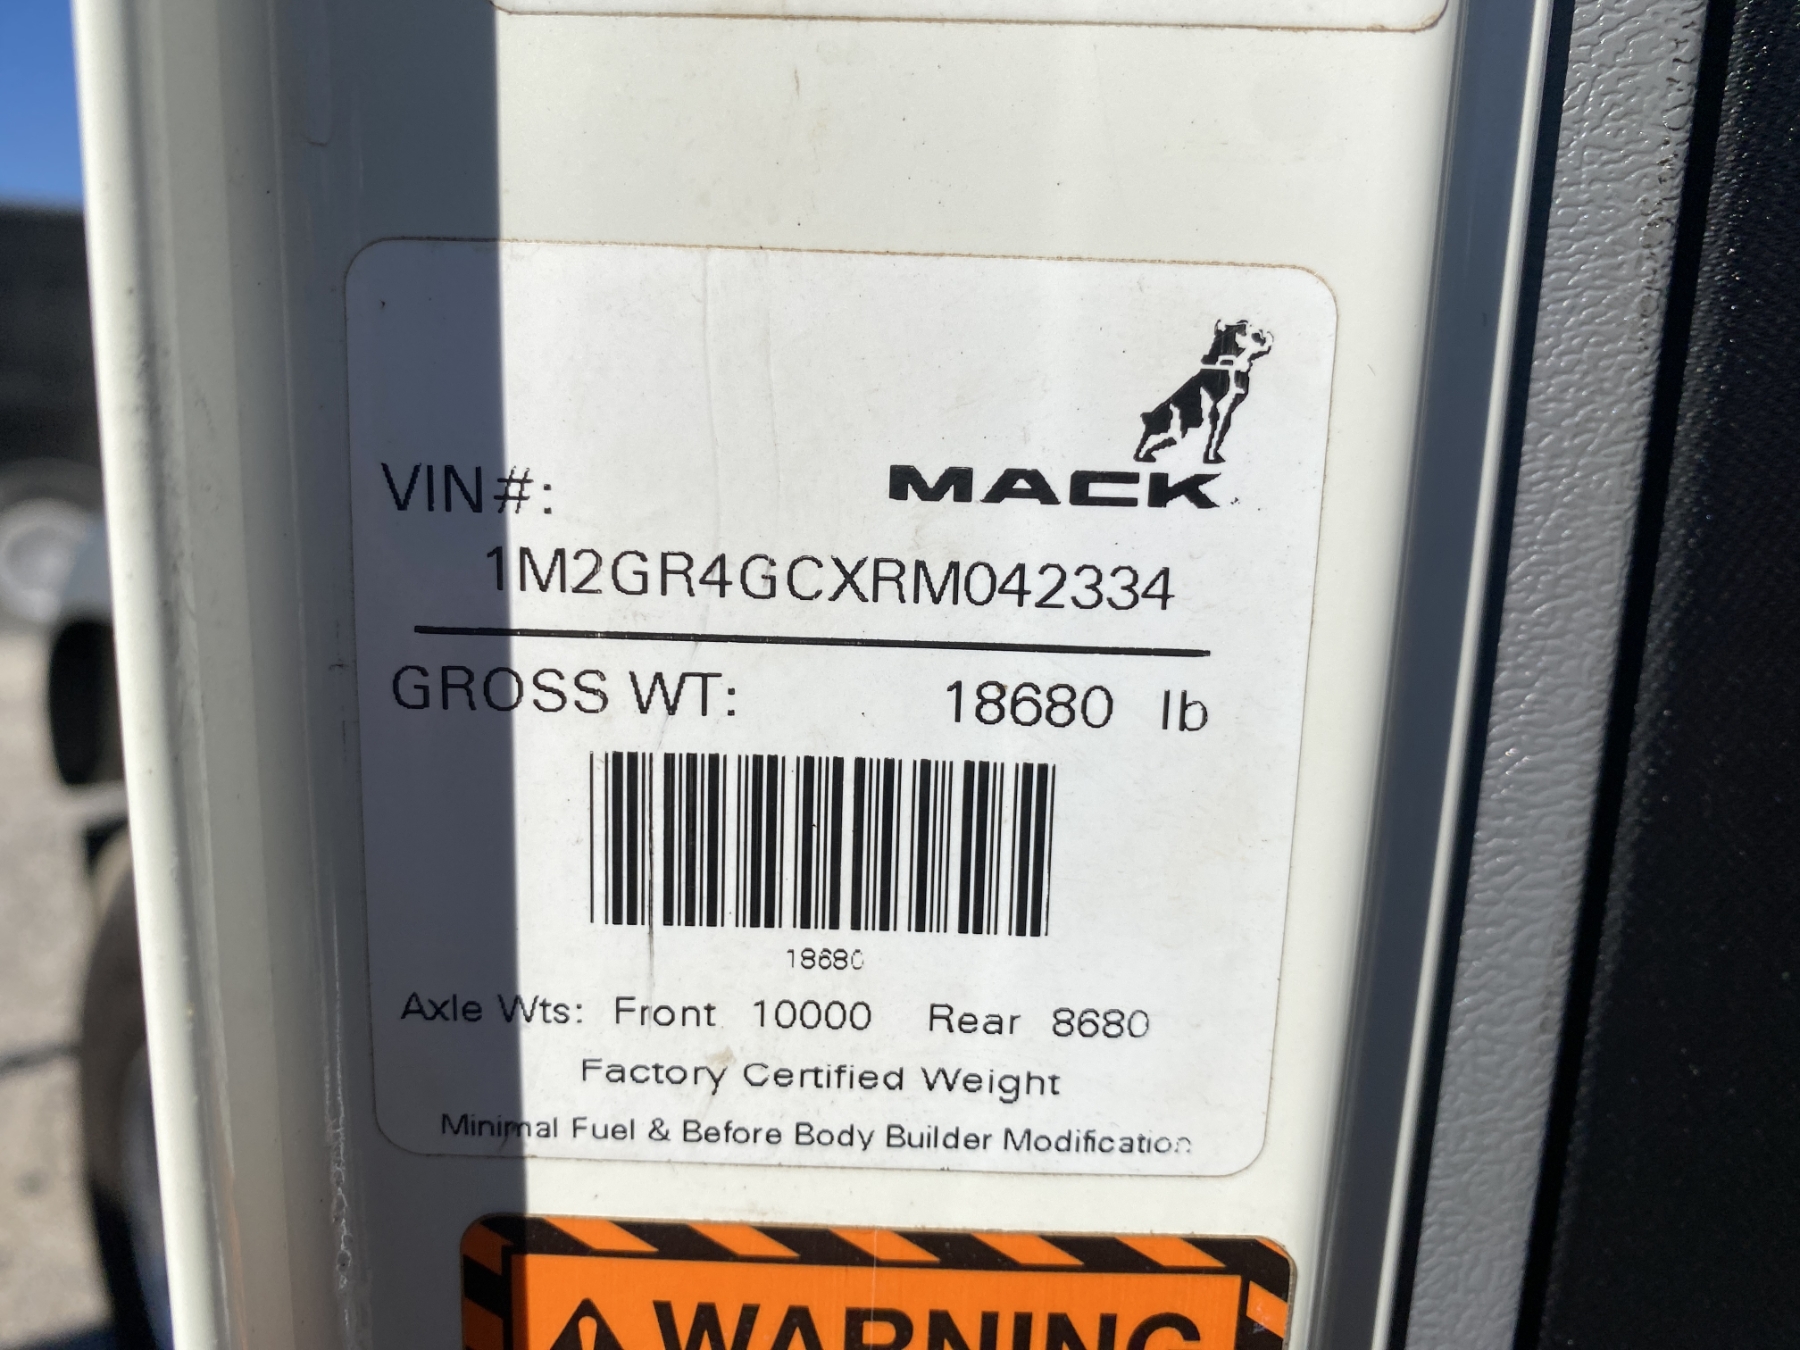 MACK
VIN#:
1M2GR4GCXRM042334
GROSS WT: 18680 lb
18680
Axle Wts: Front 10000 Rear 8680
Factory Certified Weight
Minimal Fuel & Before Body Builder Modification
WARNING